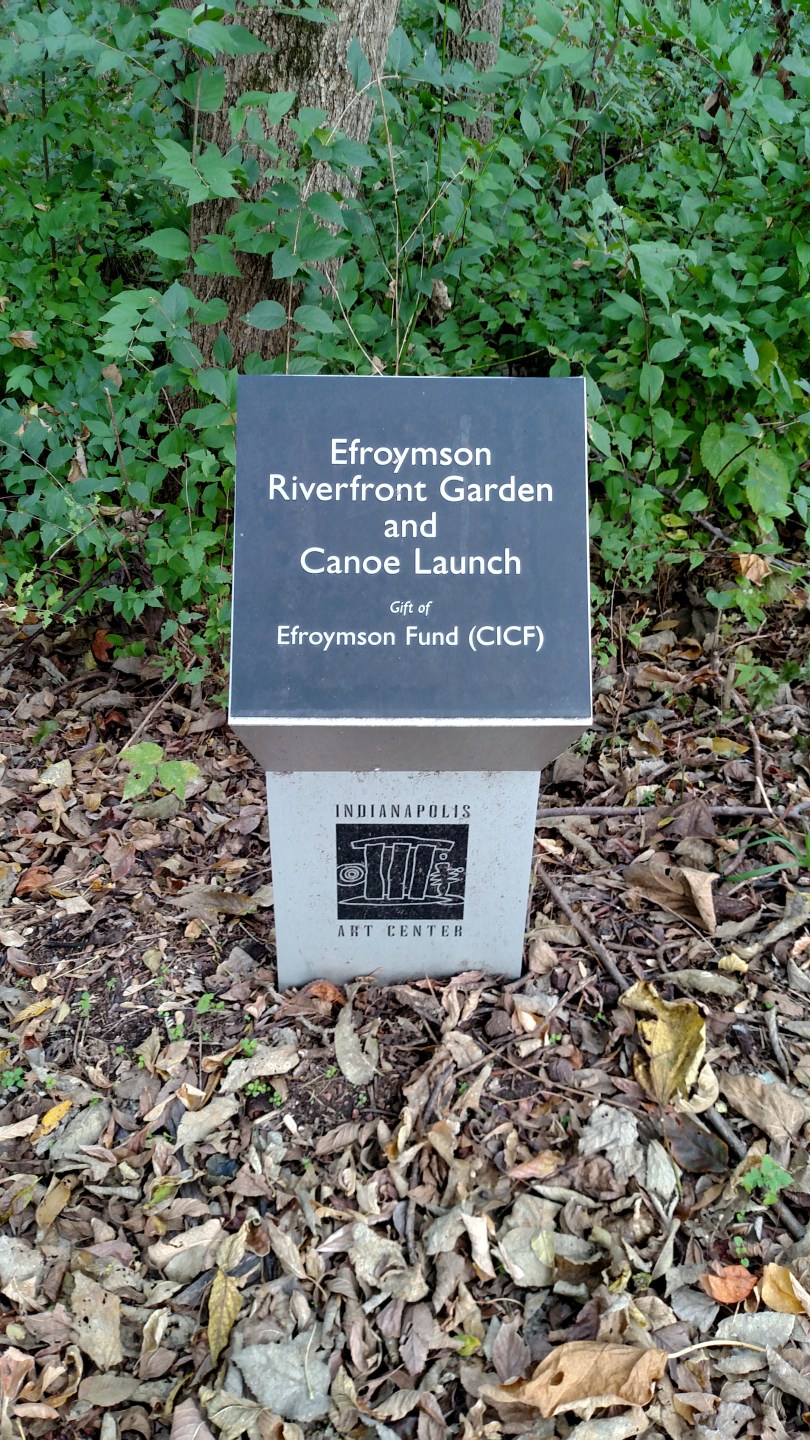 Efroymson
Riverfront Garden
and
Canoe Launch
Gift of
Efroymson Fund (CICF)
INDIANAPOLIS
ART CENTER